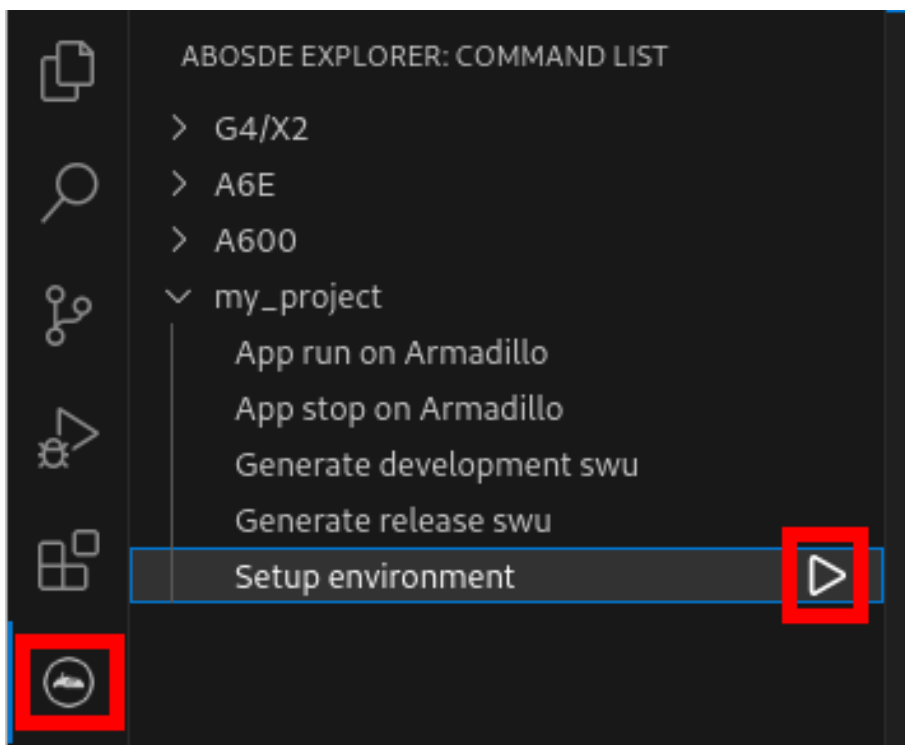 ABOSDE EXPLORER: COMMAND LIST
G4/X2
A6E
A600
my_project
App run on Armadillo
App stop on Armadillo
Generate development swu
Generate release swu
Setup environment